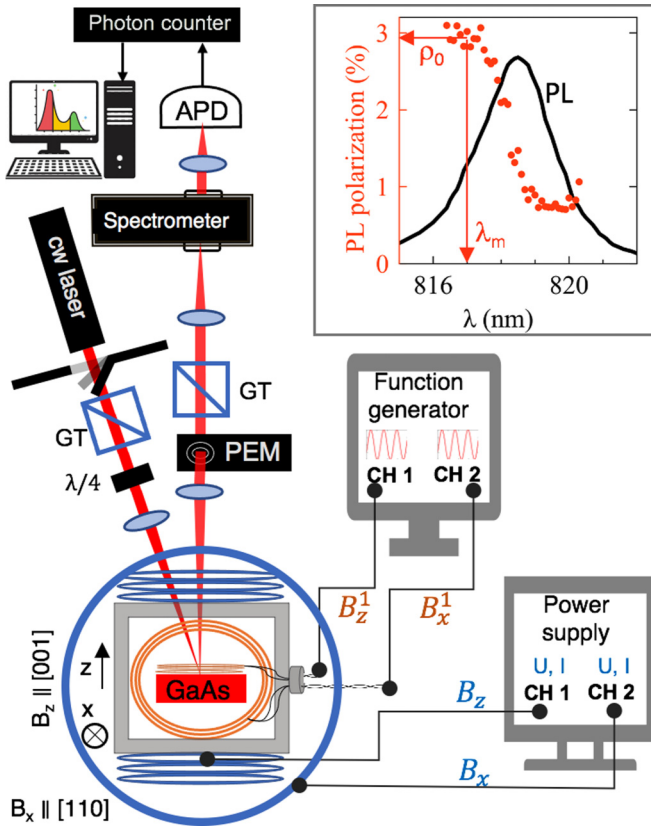 Photon counter
APD
Spectrometer
cw laser
GT
GT
λ/4
PEM
PL polarization (%)
3
2
1
0
ρ₀
PL
λₘ
816
820
λ (nm)
Function
generator
CH 1 CH 2
B_z^1
B_x^1
Power
supply
U, I U, I
CH 1 CH 2
B_z
B_x
GaAs
z
x
B_z ∥ [001]
B_x ∥ [110]